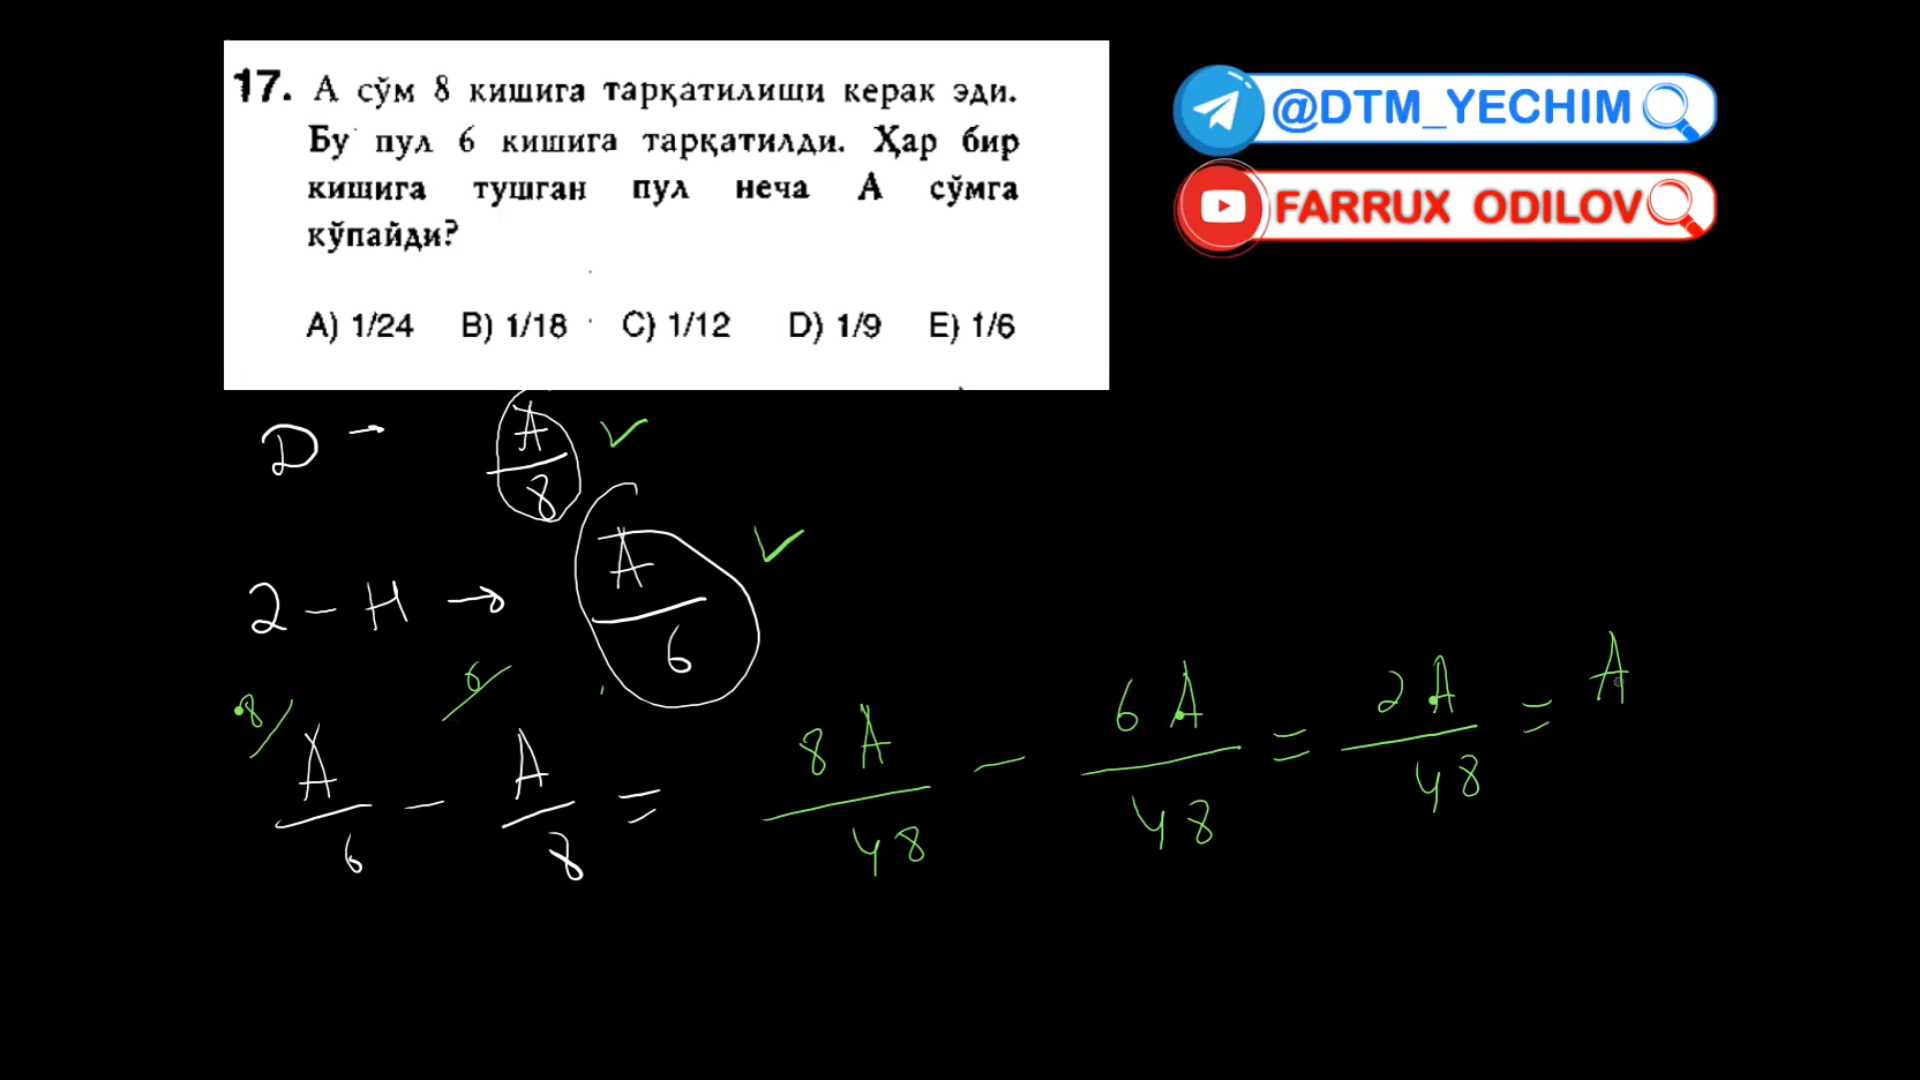 17. А сўм 8 кишига тарқатилиши керак эди.
Бу пул 6 кишига тарқатилди. Ҳар бир
кишига тушган пул неча А сўмга
кўпайди?
A) 1/24 B) 1/18 C) 1/12 D) 1/9 E) 1/6
@DTM_YECHIM
FARRUX ODILOV
D → A/8 ✓
2 - H → A/6 ✓
8/ 6/
A/6 - A/8 = 8A/48 - 6A/48 = 2A/48 = A